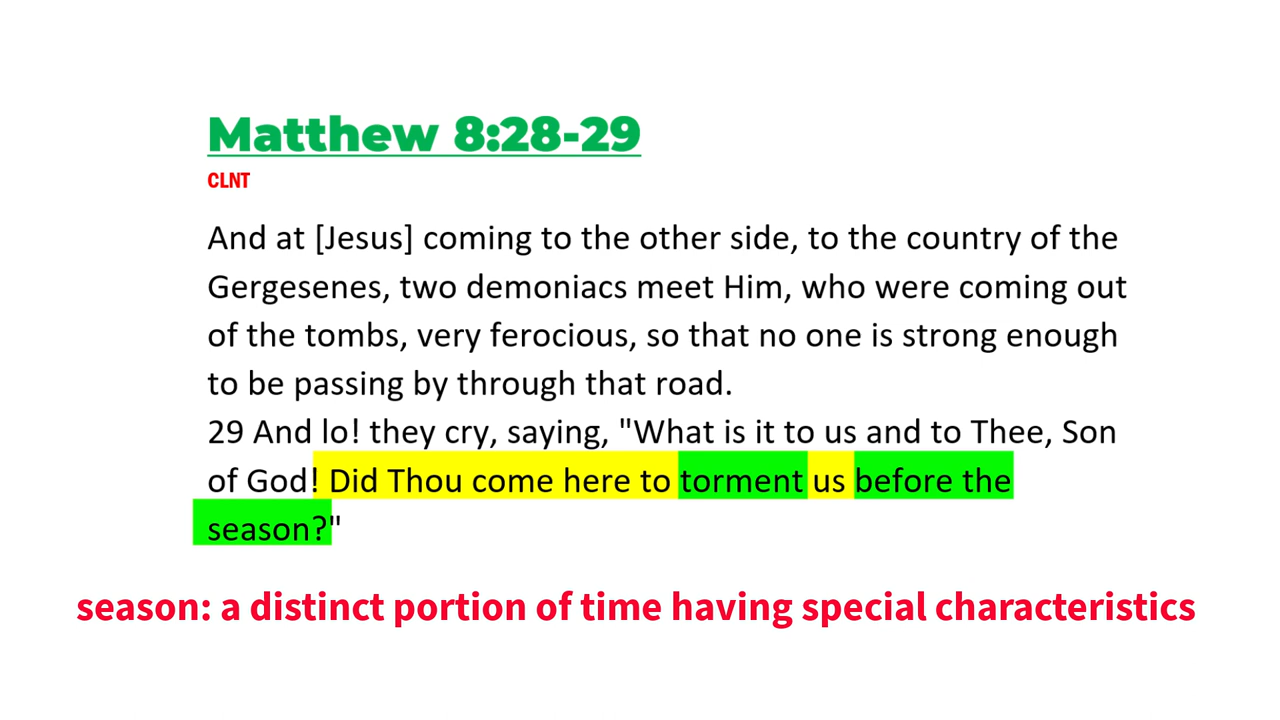 Matthew 8:28-29
CLNT
And at [Jesus] coming to the other side, to the country of the
Gergesenes, two demoniacs meet Him, who were coming out
of the tombs, very ferocious, so that no one is strong enough
to be passing by through that road.
29 And lo! they cry, saying, "What is it to us and to Thee, Son
of God! Did Thou come here to torment us before the
season?"
season: a distinct portion of time having special characteristics